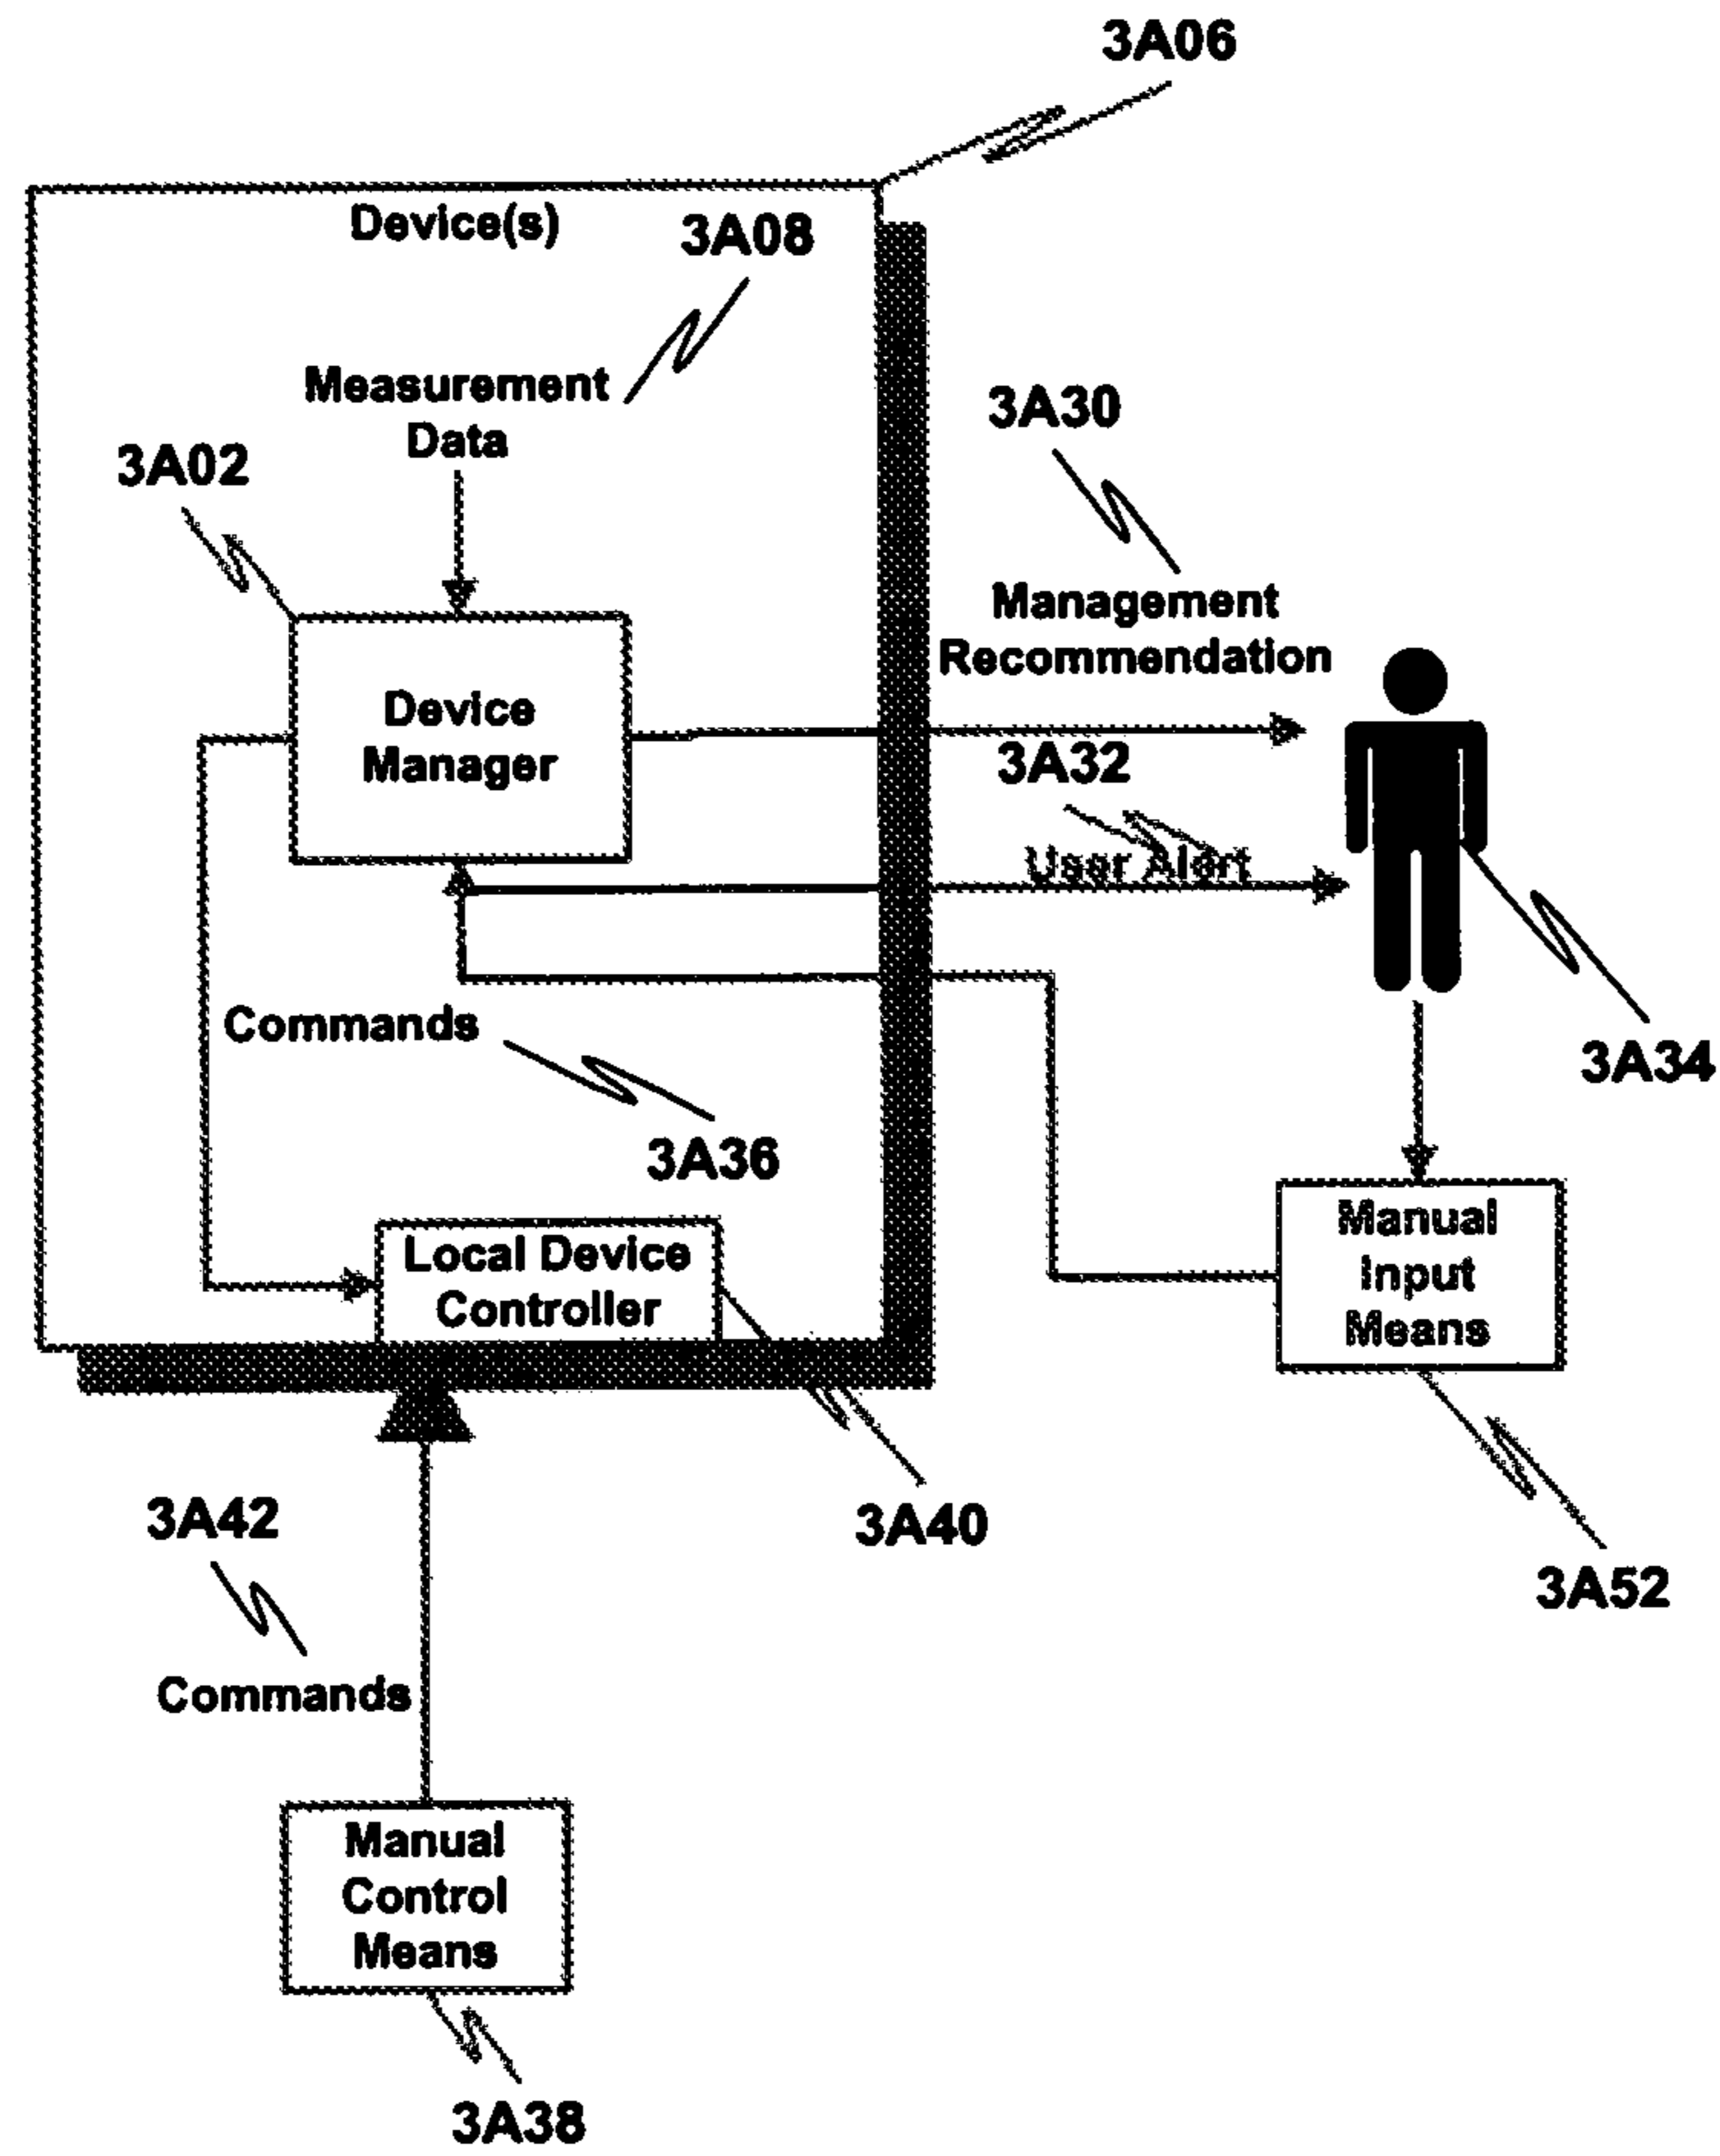 3A06
Device(s)
3A08
Measurement
Data
3A02
3A30
Management
Recommendation
Device
Manager
3A32
User Alert
3A34
Commands
3A36
Local Device
Controller
Manual
Input
Means
3A42
3A40
3A52
Commands
Manual
Control
Means
3A38